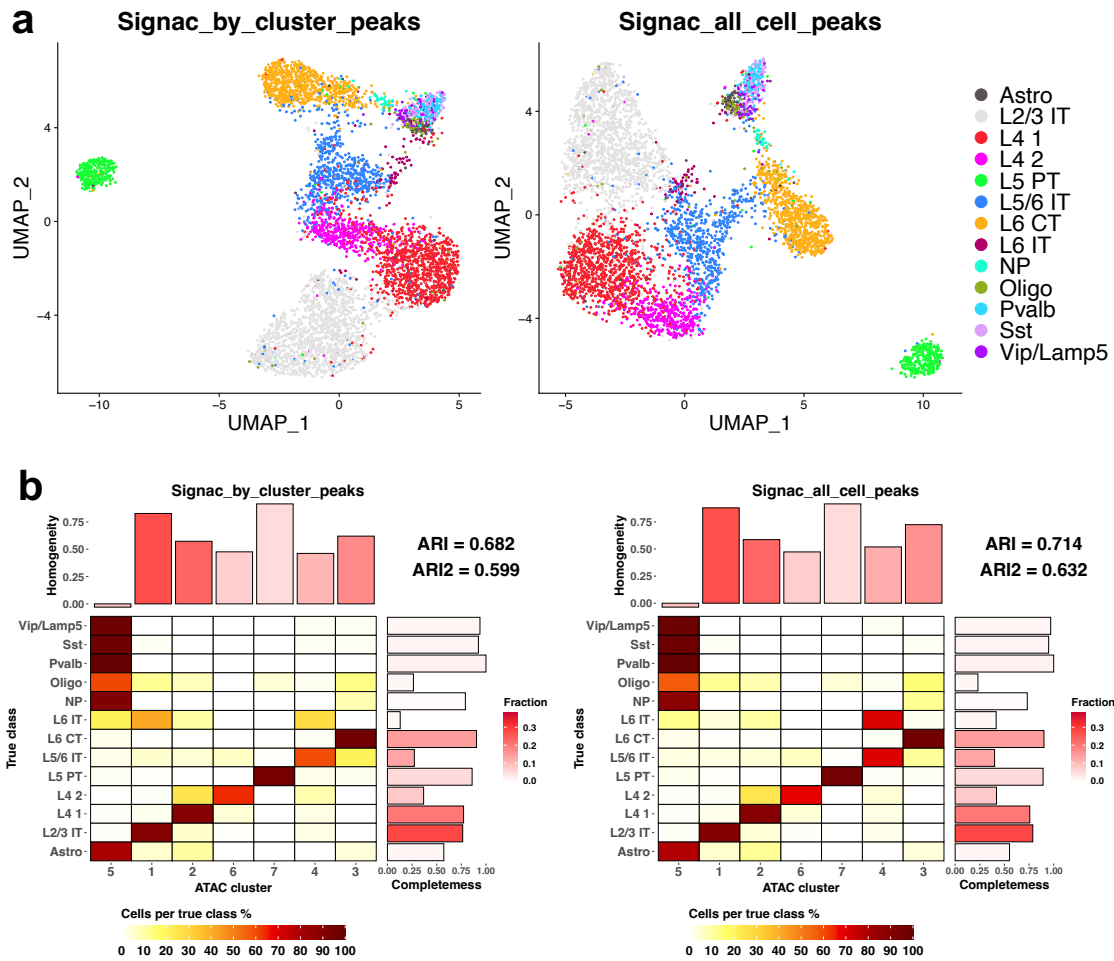 a
Signac_by_cluster_peaks
Signac_all_cell_peaks
UMAP_2
4
0
−4
−10
−5
0
5
UMAP_1
UMAP_2
4
0
−4
−5
0
5
10
UMAP_1
Astro
L2/3 IT
L4 1
L4 2
L5 PT
L5/6 IT
L6 CT
L6 IT
NP
Oligo
Pvalb
Sst
Vip/Lamp5
b
Signac_by_cluster_peaks
Homogeneity
0.75
0.50
0.25
0.00
ARI = 0.682
ARI2 = 0.599
True class
Vip/Lamp5
Sst
Pvalb
Oligo
NP
L6 IT
L6 CT
L5/6 IT
L5 PT
L4 2
L4 1
L2/3 IT
Astro
5 1 2 6 7 4 3
ATAC cluster
0.00 0.25 0.50 0.75 1.00
Completemess
Fraction
0.3
0.2
0.1
0.0
Cells per true class %
0 10 20 30 40 50 60 70 80 90 100
Signac_all_cell_peaks
Homogeneity
0.75
0.50
0.25
0.00
ARI = 0.714
ARI2 = 0.632
True class
Vip/Lamp5
Sst
Pvalb
Oligo
NP
L6 IT
L6 CT
L5/6 IT
L5 PT
L4 2
L4 1
L2/3 IT
Astro
5 1 2 6 7 4 3
ATAC cluster
0.00 0.25 0.50 0.75 1.00
Completemess
Fraction
0.3
0.2
0.1
0.0
Cells per true class %
0 10 20 30 40 50 60 70 80 90 100